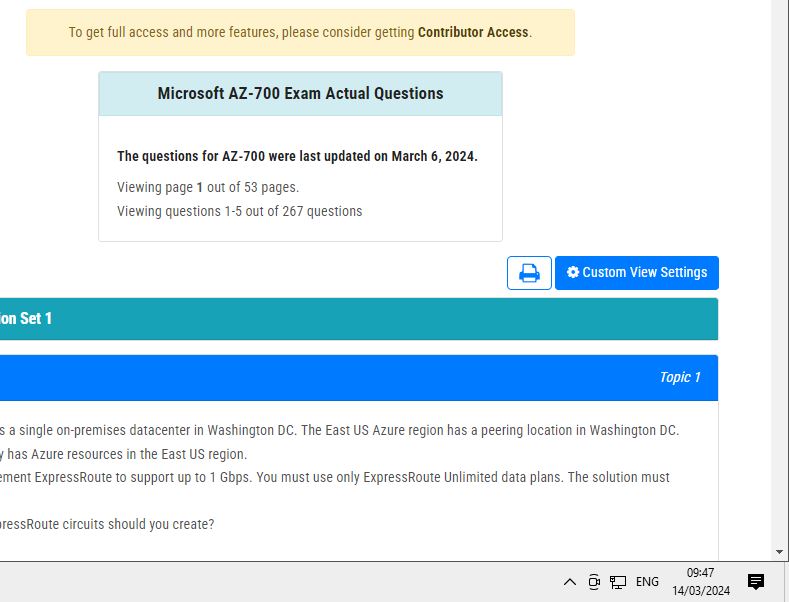 To get full access and more features, please consider getting Contributor Access.
Microsoft AZ-700 Exam Actual Questions
The questions for AZ-700 were last updated on March 6, 2024.
Viewing page 1 out of 53 pages.
Viewing questions 1-5 out of 267 questions
Custom View Settings
ion Set 1
Topic 1
s a single on-premises datacenter in Washington DC. The East US Azure region has a peering location in Washington DC.
y has Azure resources in the East US region.
ement ExpressRoute to support up to 1 Gbps. You must use only ExpressRoute Unlimited data plans. The solution must
pressRoute circuits should you create?
ENG
09:47
14/03/2024